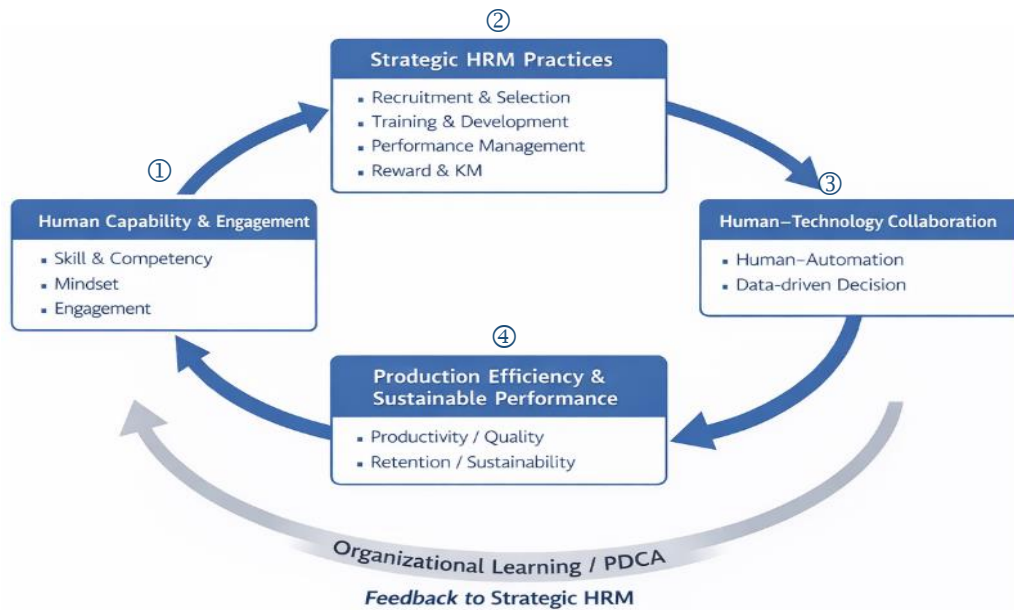 ②
Strategic HRM Practices
▪ Recruitment & Selection
▪ Training & Development
▪ Performance Management
▪ Reward & KM
①
Human Capability & Engagement
▪ Skill & Competency
▪ Mindset
▪ Engagement
③
Human–Technology Collaboration
▪ Human–Automation
▪ Data-driven Decision
④
Production Efficiency &
Sustainable Performance
▪ Productivity / Quality
▪ Retention / Sustainability
Organizational Learning / PDCA
Feedback to Strategic HRM